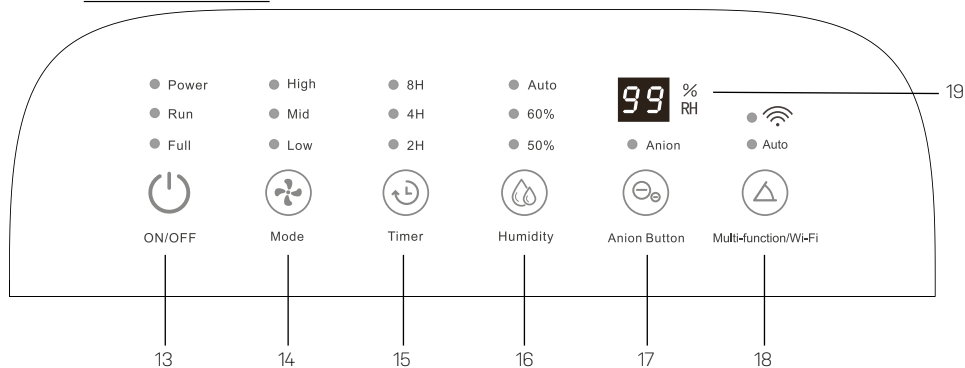 Power High 8H Auto 99 % RH 19
Run Mid 4H 60%
Full Low 2H 50% Anion Auto
ON/OFF Mode Timer Humidity Anion Button Multi-function/Wi-Fi
13 14 15 16 17 18